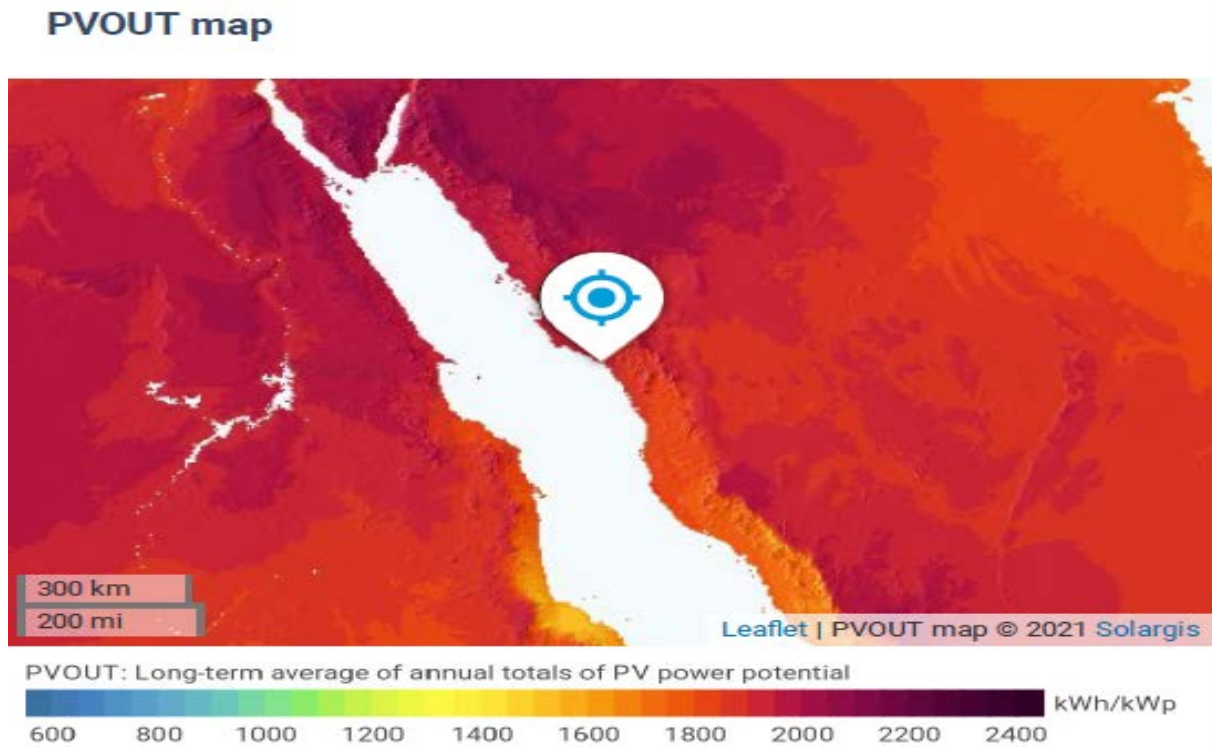 PVOUT map
300 km
200 mi
Leaflet | PVOUT map © 2021 Solargis
PVOUT: Long-term average of annual totals of PV power potential
kWh/kWp
600 800 1000 1200 1400 1600 1800 2000 2200 2400